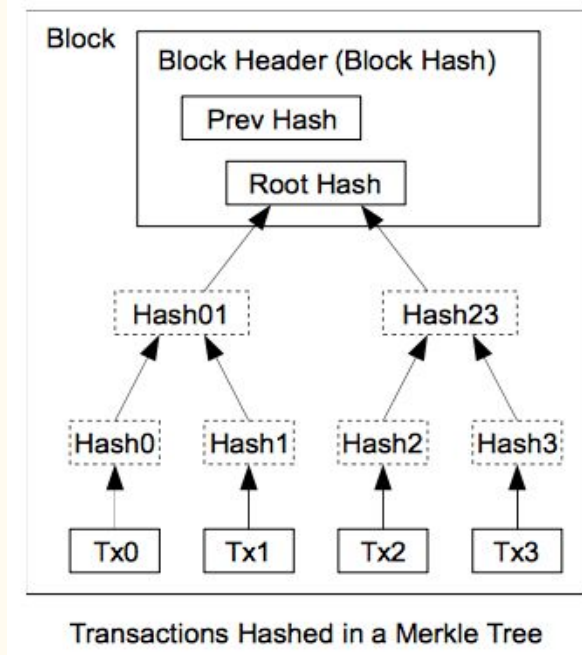 Block
Block Header (Block Hash)
Prev Hash
Root Hash
Hash01 Hash23
Hash0 Hash1 Hash2 Hash3
Tx0 Tx1 Tx2 Tx3
Transactions Hashed in a Merkle Tree